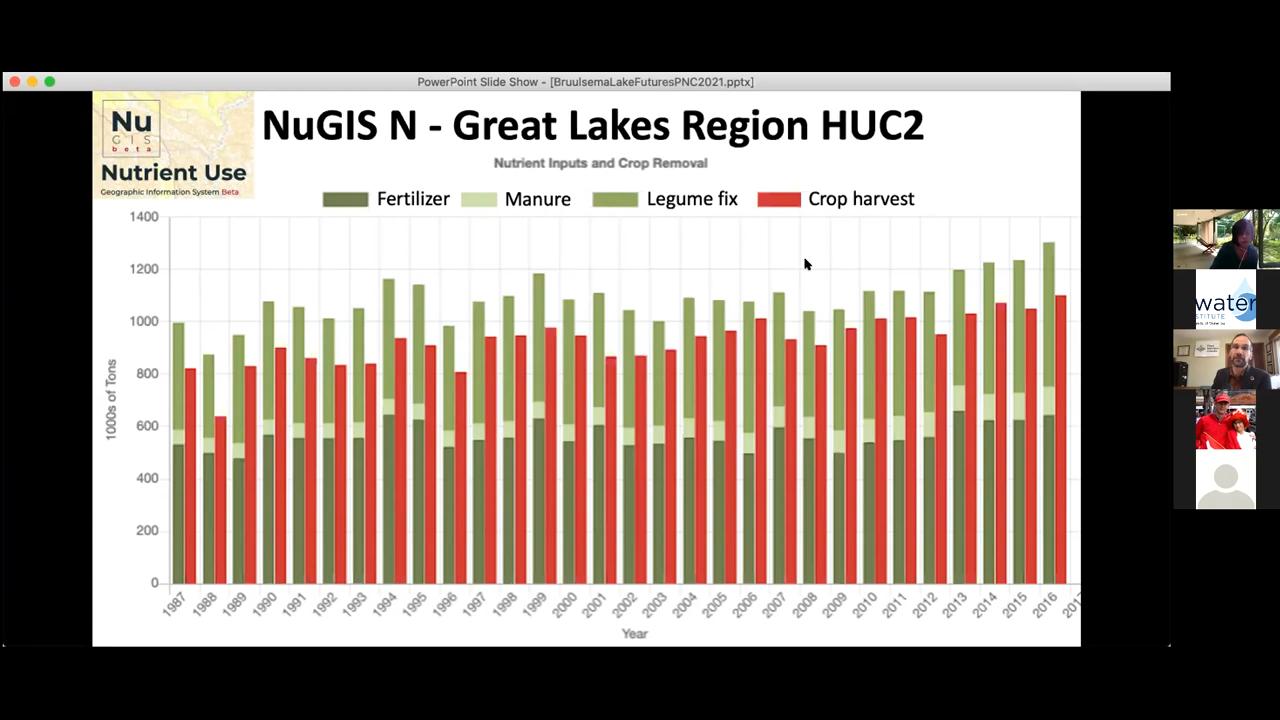 PowerPoint Slide Show - [BruulsemaLakeFuturesPNC2021.pptx]
Nu
GIS
beta
Nutrient Use
Geographic Information System Beta
NuGIS N - Great Lakes Region HUC2
Nutrient Inputs and Crop Removal
Fertilizer Manure Legume fix Crop harvest
1400
1200
1000
800
600
400
200
0
1000s of Tons
1987 1988 1989 1990 1991 1992 1993 1994 1995 1996 1997 1998 1999 2000 2001 2002 2003 2004 2005 2006 2007 2008 2009 2010 2011 2012 2013 2014 2015 2016
Year
water